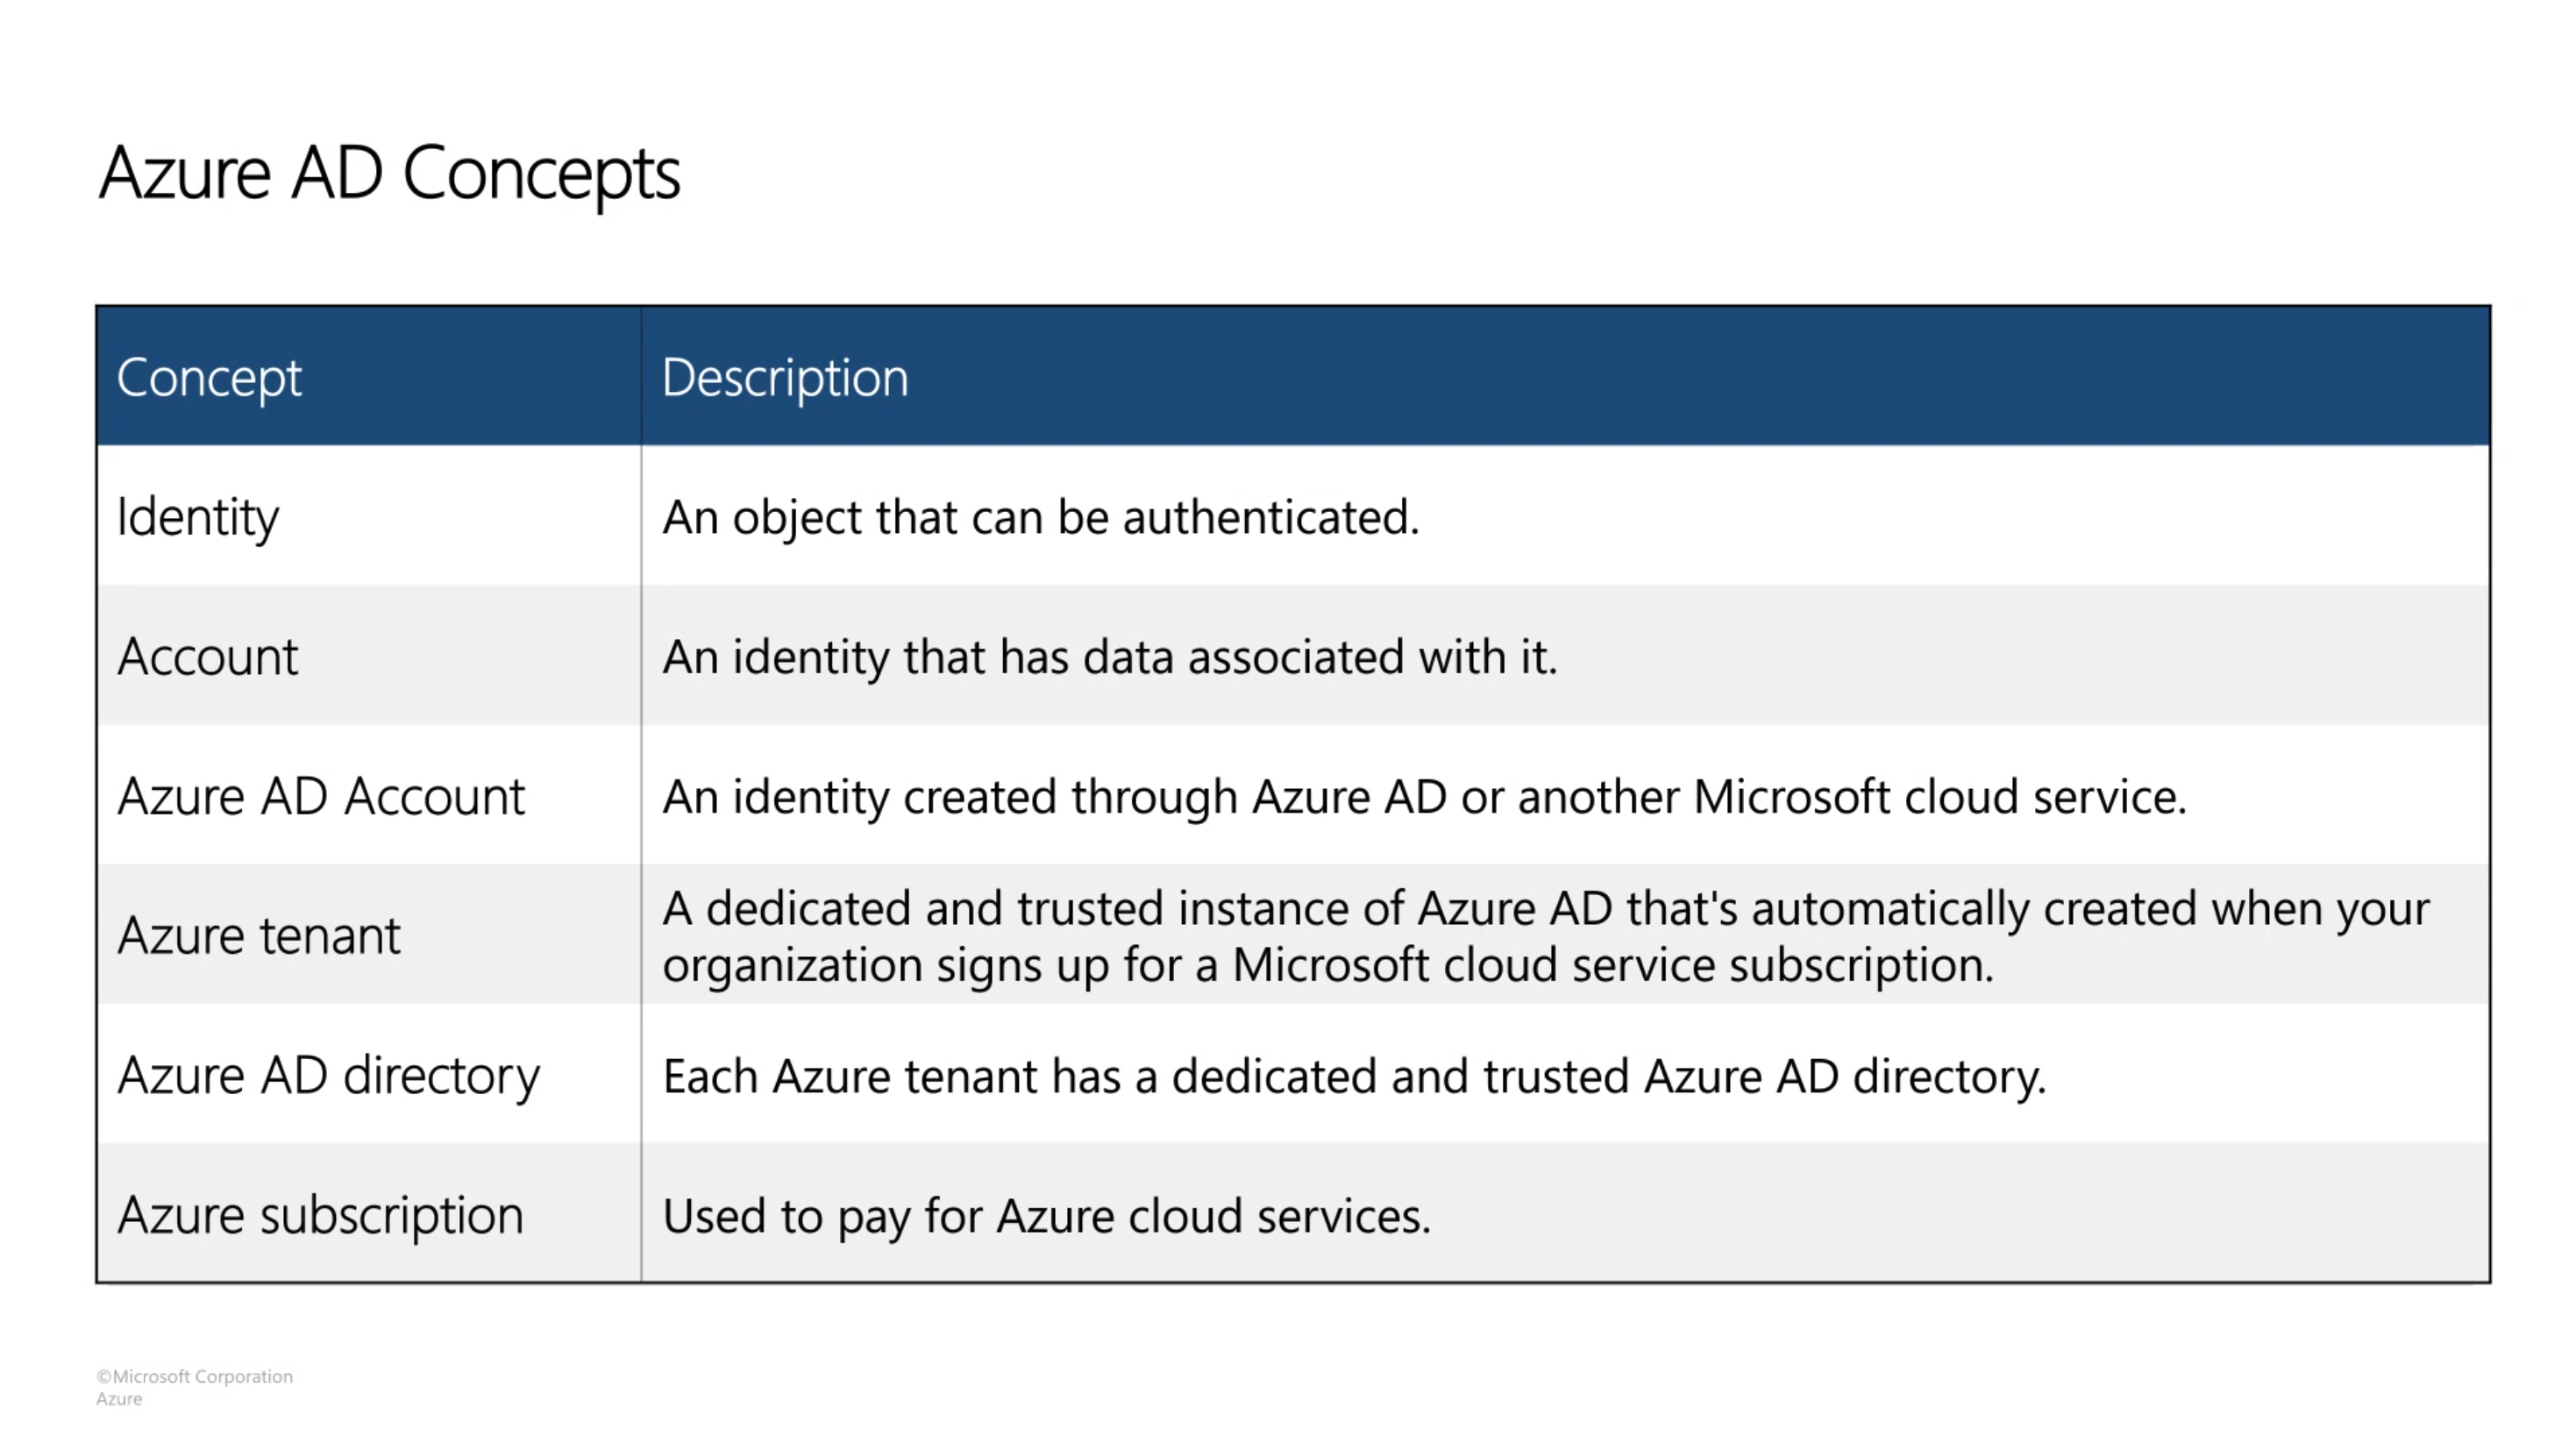 Azure AD Concepts
Concept
Description
Identity
An object that can be authenticated.
Account
An identity that has data associated with it.
Azure AD Account
An identity created through Azure AD or another Microsoft cloud service.
Azure tenant
A dedicated and trusted instance of Azure AD that's automatically created when your
organization signs up for a Microsoft cloud service subscription.
Azure AD directory
Each Azure tenant has a dedicated and trusted Azure AD directory.
Azure subscription
Used to pay for Azure cloud services.
©Microsoft Corporation
Azure